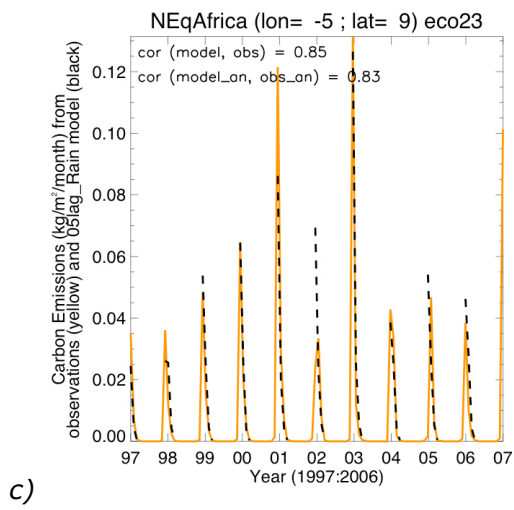 NEqAfrica (lon=  -5 ; lat=  9) eco23
cor (model, obs) = 0.85
cor (model_an, obs_an) = 0.83
Carbon Emissions (kg/m²/month) from
observations (yellow) and 05lag_Rain model (black)
0.12
0.10
0.08
0.06
0.04
0.02
0.00
97 98 99 00 01 02 03 04 05 06 07
Year (1997:2006)
c)